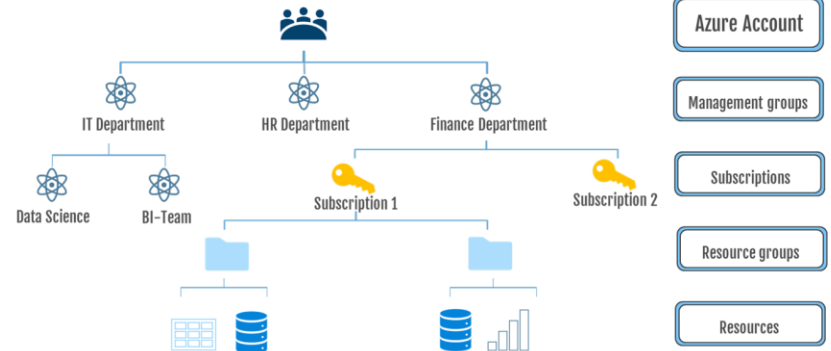 Azure Account
IT Department
HR Department
Finance Department
Management groups
Data Science
BI-Team
Subscription 1
Subscription 2
Subscriptions
Resource groups
Resources